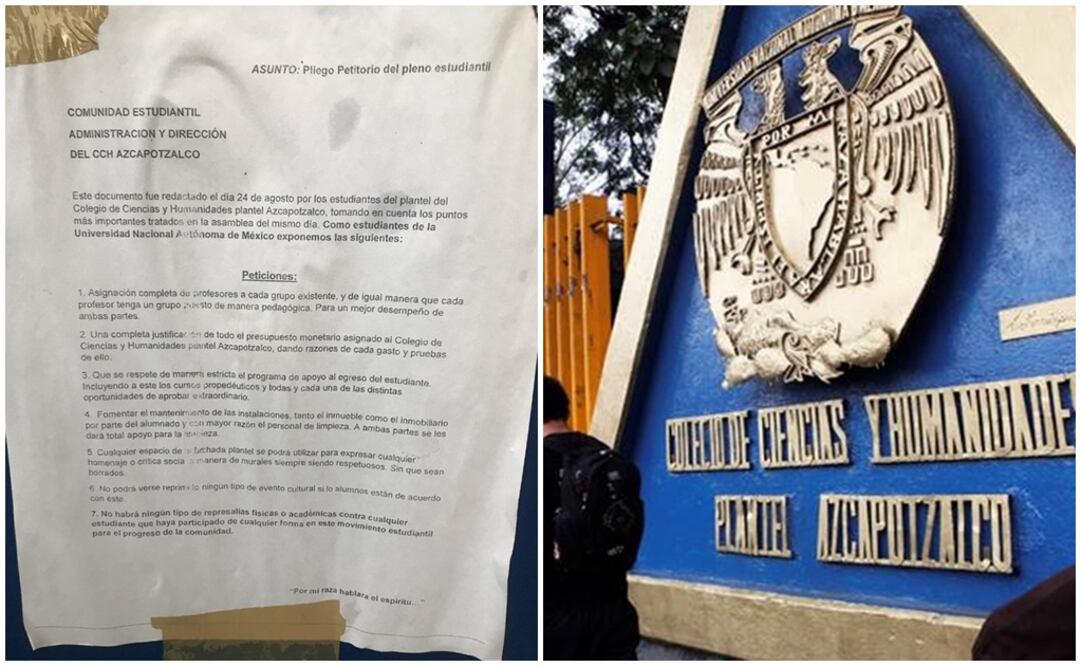 ASUNTO: Pliego Petitorio del pleno estudiantil
COMUNIDAD ESTUDIANTIL
ADMINISTRACION Y DIRECCIÓN
DEL CCH AZCAPOTZALCO
Este documento fue redactado el día 24 de agosto por los estudiantes del plantel del
Colegio de Ciencias y Humanidades plantel Azcapotzalco, tomando en cuenta los puntos
más importantes tratados en la asamblea del mismo día. Como estudiantes de la
Universidad Nacional Autónoma de México exponemos las siguientes:
Peticiones:
1. Asignación completa de profesores a cada grupo existente, y de igual manera que cada
profesor tenga un grupo puesto de manera pedagógica. Para un mejor desempeño de
ambas partes.
2. Una completa justificación de todo el presupuesto monetario asignado al Colegio de
Ciencias y Humanidades plantel Azcapotzalco, dando razones de cada gasto y pruebas
de ello.
3. Que se respete de manera estricta el programa de apoyo al egreso del estudiante.
Incluyendo a este los cursos propedéuticos y todas y cada una de las distintas
oportunidades de aprobar extraordinario.
4. Fomentar el mantenimiento de las instalaciones, tanto el inmueble como el inmobiliario
por parte del alumnado y con mayor razón el personal de limpieza. A ambas partes se les
dará total apoyo para la limpieza.
5. Cualquier espacio de la fachada plantel se podrá utilizar para expresar cualquier
homenaje o critica social a manera de murales siempre siendo respetuosos. Sin que sean
borrados.
6. No podrá verse reprimido ningún tipo de evento cultural si lo alumnos están de acuerdo
con éste.
7. No habrá ningún tipo de represalias físicas o académicas contra cualquier
estudiante que haya participado de cualquier forma en este movimiento estudiantil
para el progreso de la comunidad.
"Por mi raza hablara el espíritu..."
UNIVERSIDAD NACIONAL AUTÓNOMA
POR MI RAZA HABLARA
COLEGIO DE CIENCIAS Y HUMANIDADE
PLANTEL AZCAPOTZALCO